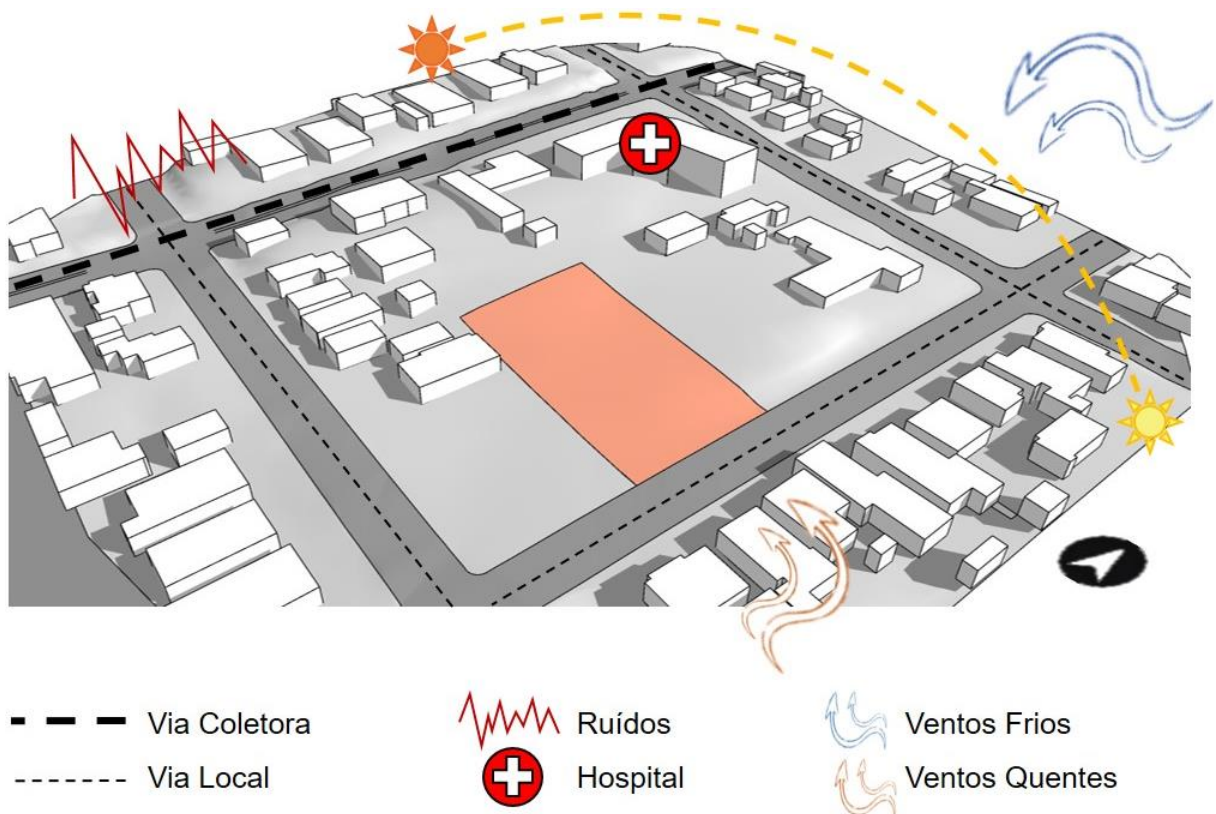 Via Coletora
Ruídos
Ventos Frios
Via Local
Hospital
Ventos Quentes